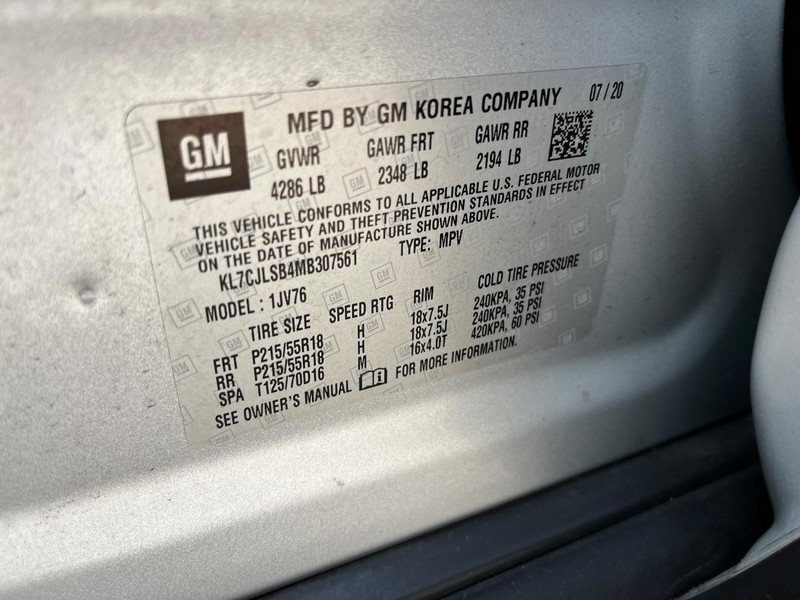 GM
MFD BY GM KOREA COMPANY 07 / 20
GVWR GAWR FRT GAWR RR
4286 LB 2348 LB 2194 LB
THIS VEHICLE CONFORMS TO ALL APPLICABLE U.S. FEDERAL MOTOR
VEHICLE SAFETY AND THEFT PREVENTION STANDARDS IN EFFECT
ON THE DATE OF MANUFACTURE SHOWN ABOVE.
KL7CJLSB4MB307561 TYPE: MPV
MODEL : 1JV76
TIRE SIZE SPEED RTG RIM COLD TIRE PRESSURE
FRT P215/55R18 H 18x7.5J 240KPA, 35 PSI
RR P215/55R18 H 18x7.5J 240KPA, 35 PSI
SPA T125/70D16 M 16x4.0T 420KPA, 60 PSI
SEE OWNER'S MANUAL FOR MORE INFORMATION.